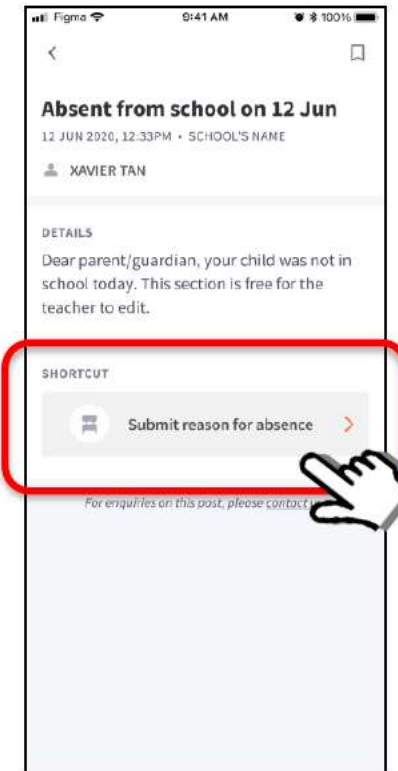 Figma 9:41 AM 100%
Absent from school on 12 Jun
12 JUN 2020, 12:33PM • SCHOOL'S NAME
XAVIER TAN
DETAILS
Dear parent/guardian, your child was not in
school today. This section is free for the
teacher to edit.
SHORTCUT
Submit reason for absence
For enquiries on this post, please contact